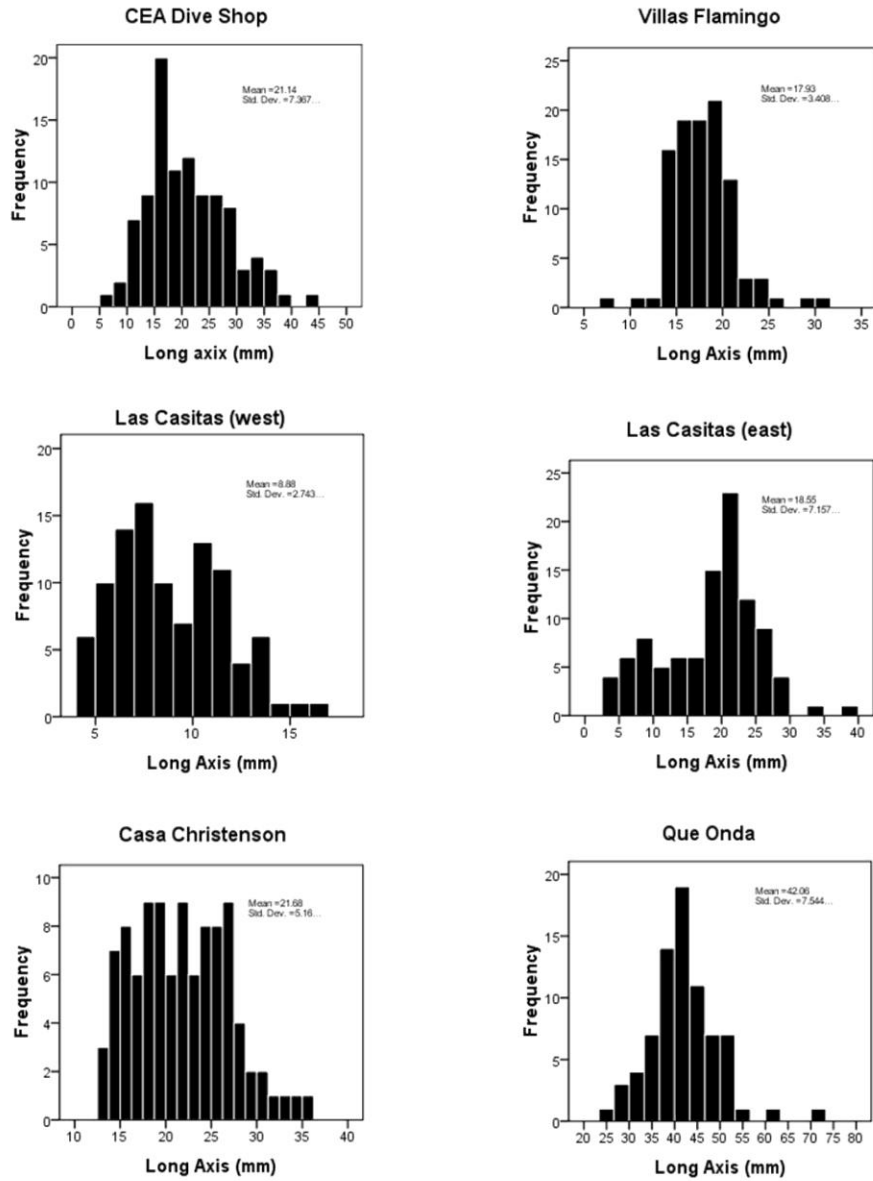 CEA Dive Shop
Mean =21.14
Std. Dev. =7.367...
Frequency
20
15
10
5
0
0 5 10 15 20 25 30 35 40 45 50
Long axix (mm)
Villas Flamingo
Mean =17.93
Std. Dev. =3.408...
Frequency
25
20
15
10
5
0
5 10 15 20 25 30 35
Long Axis (mm)
Las Casitas (west)
Mean =8.88
Std. Dev. =2.743...
Frequency
20
15
10
5
0
5 10 15
Long Axis (mm)
Las Casitas (east)
Mean =18.55
Std. Dev. =7.157...
Frequency
25
20
15
10
5
0
0 5 10 15 20 25 30 35 40
Long Axis (mm)
Casa Christenson
Mean =21.68
Std. Dev. =5.16...
Frequency
10
8
6
4
2
0
10 15 20 25 30 35 40
Long Axis (mm)
Que Onda
Mean =42.06
Std. Dev. =7.544...
Frequency
20
15
10
5
0
20 25 30 35 40 45 50 55 60 65 70 75 80
Long Axis (mm)